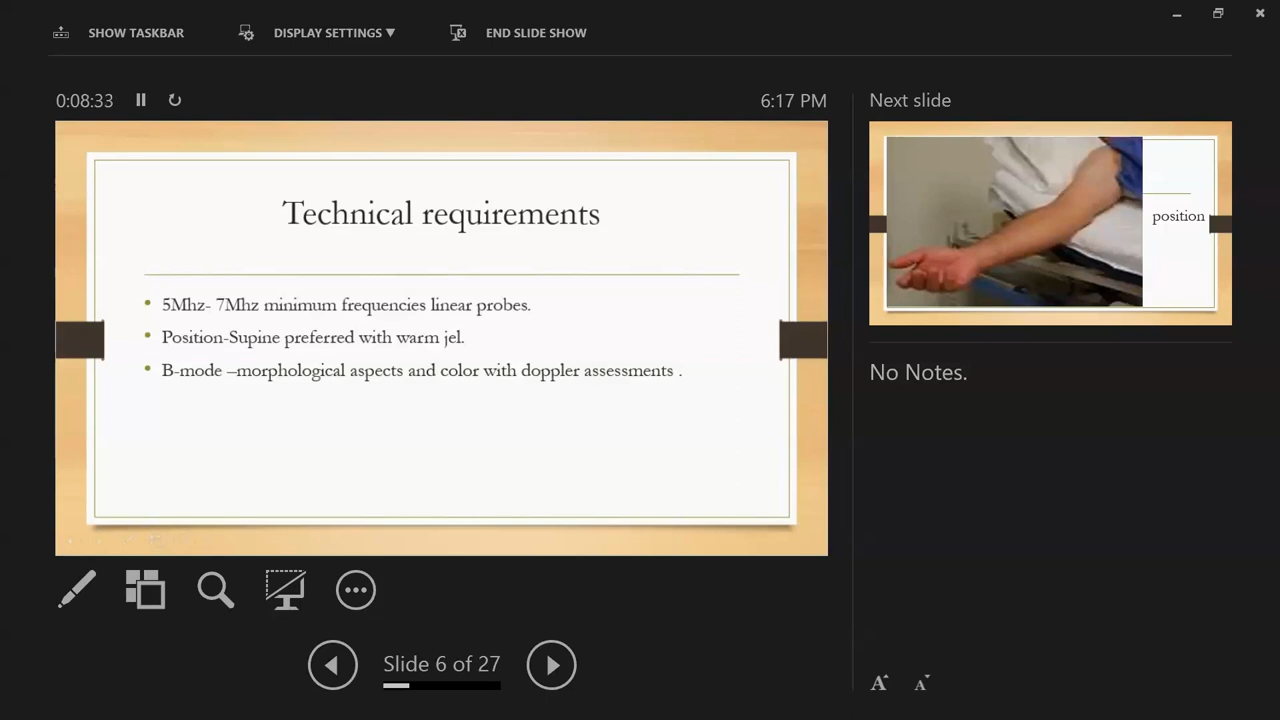 SHOW TASKBAR
DISPLAY SETTINGS ▼
END SLIDE SHOW
0:08:33
6:17 PM
Next slide
Technical requirements
• 5Mhz- 7Mhz minimum frequencies linear probes.
• Position-Supine preferred with warm jel.
• B-mode –morphological aspects and color with doppler assessments .
position
No Notes.
Slide 6 of 27
A A